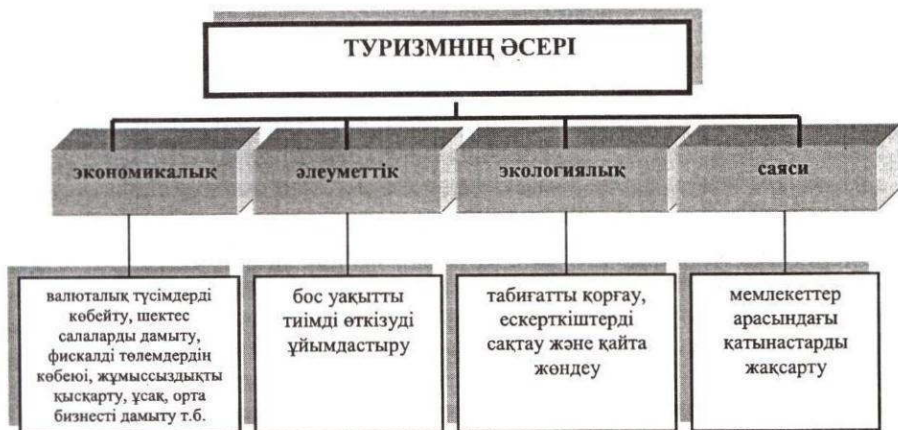 ТУРИЗМНІҢ ӘСЕРІ
экономикалық
әлеуметтік
экологиялық
саяси
валюталық түсімдерді
көбейту, шектес
салаларды дамыту,
фискалді төлемдердің
көбеюі, жұмыссыздықты
қысқарту, ұсақ, орта
бизнесті дамыту т.б.
бос уақытты
тиімді өткізуді
ұйымдастыру
табиғатты қорғау,
ескерткіштерді
сақтау және қайта
жөндеу
мемлекеттер
арасындағы
қатынастарды
жақсарту